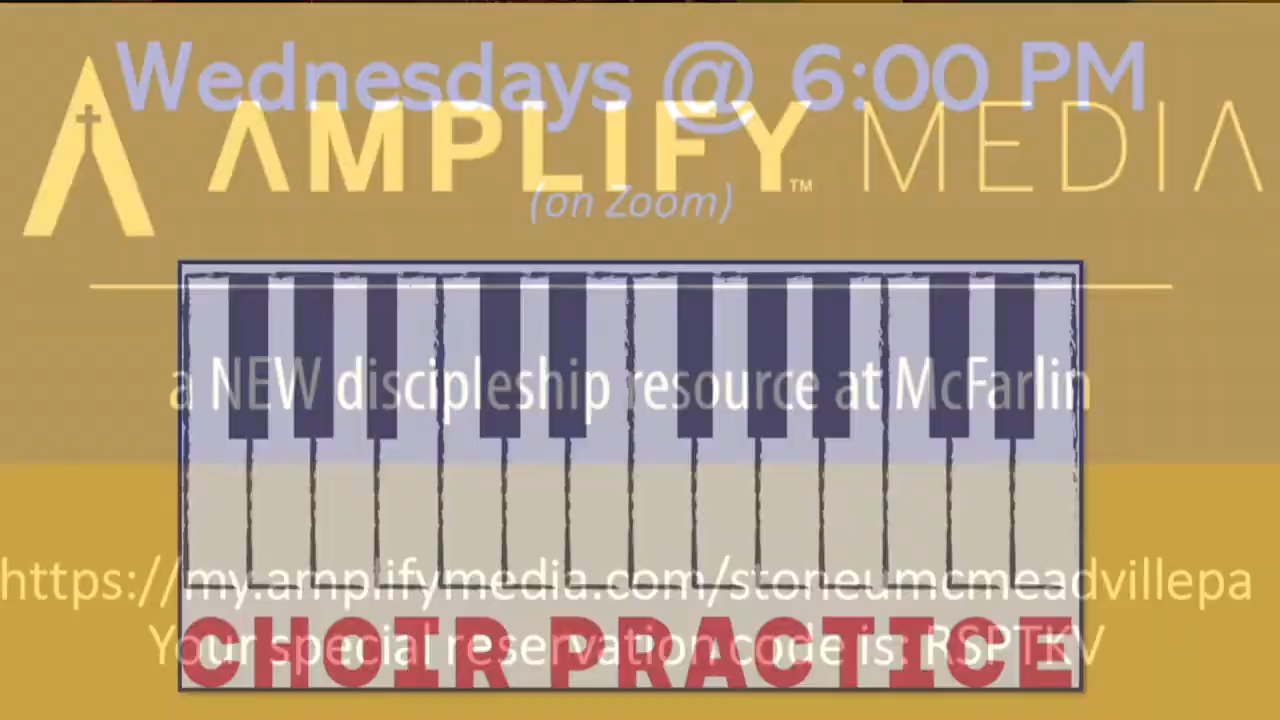 Wednesdays @ 6:00 PM
AMPLIFY™ MEDIA
(on Zoom)
a NEW discipleship resource at McFarlin
https://my.amplifymedia.com/stoneumcmeadvillepa
Your special reservation code is: RSPTKV
CHOIR PRACTICE